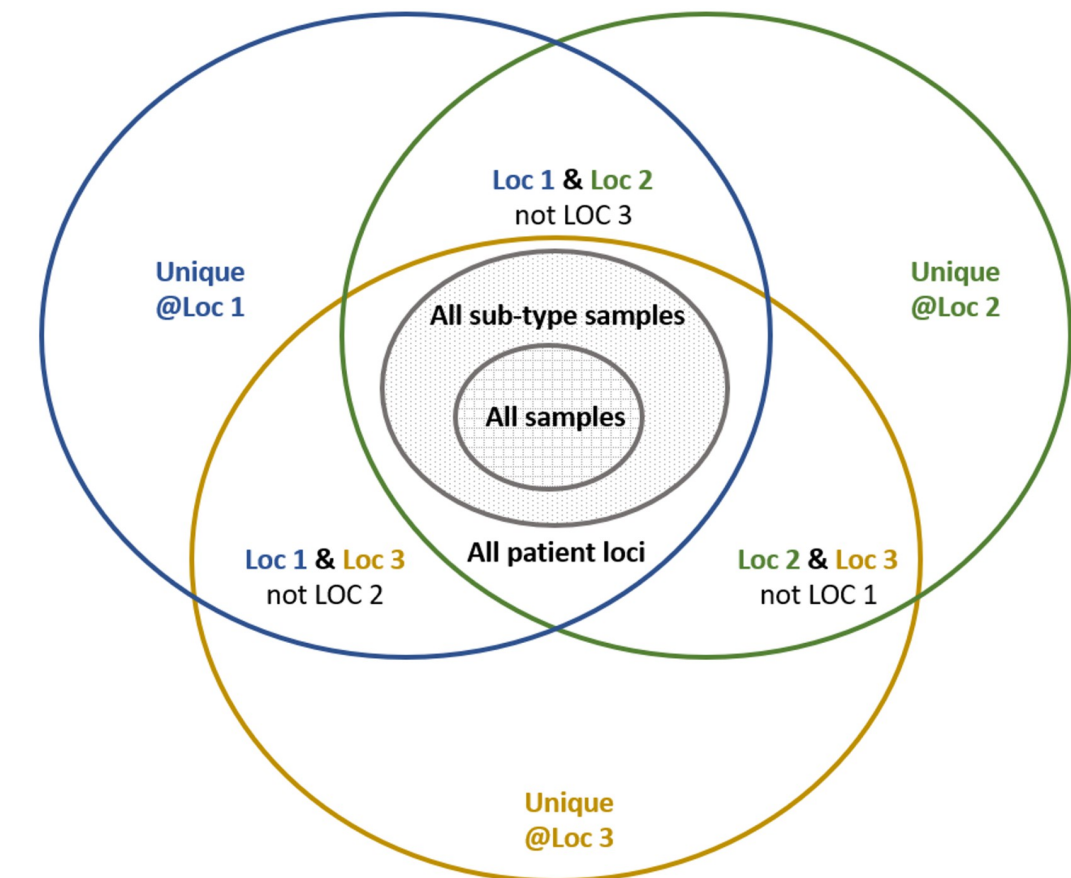 Loc 1 & Loc 2
not LOC 3
Unique
@Loc 1
Unique
@Loc 2
All sub-type samples
All samples
All patient loci
Loc 1 & Loc 3
not LOC 2
Loc 2 & Loc 3
not LOC 1
Unique
@Loc 3